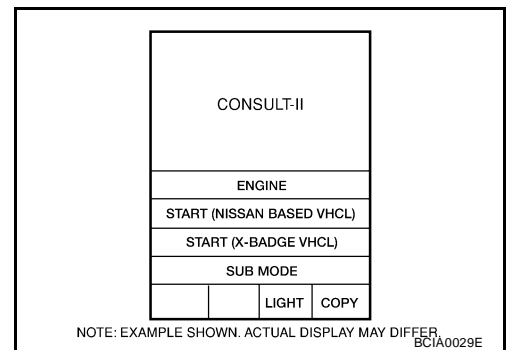 CONSULT-II
ENGINE
START (NISSAN BASED VHCL)
START (X-BADGE VHCL)
SUB MODE
LIGHT COPY
NOTE: EXAMPLE SHOWN. ACTUAL DISPLAY MAY DIFFER.
BCIA0029E